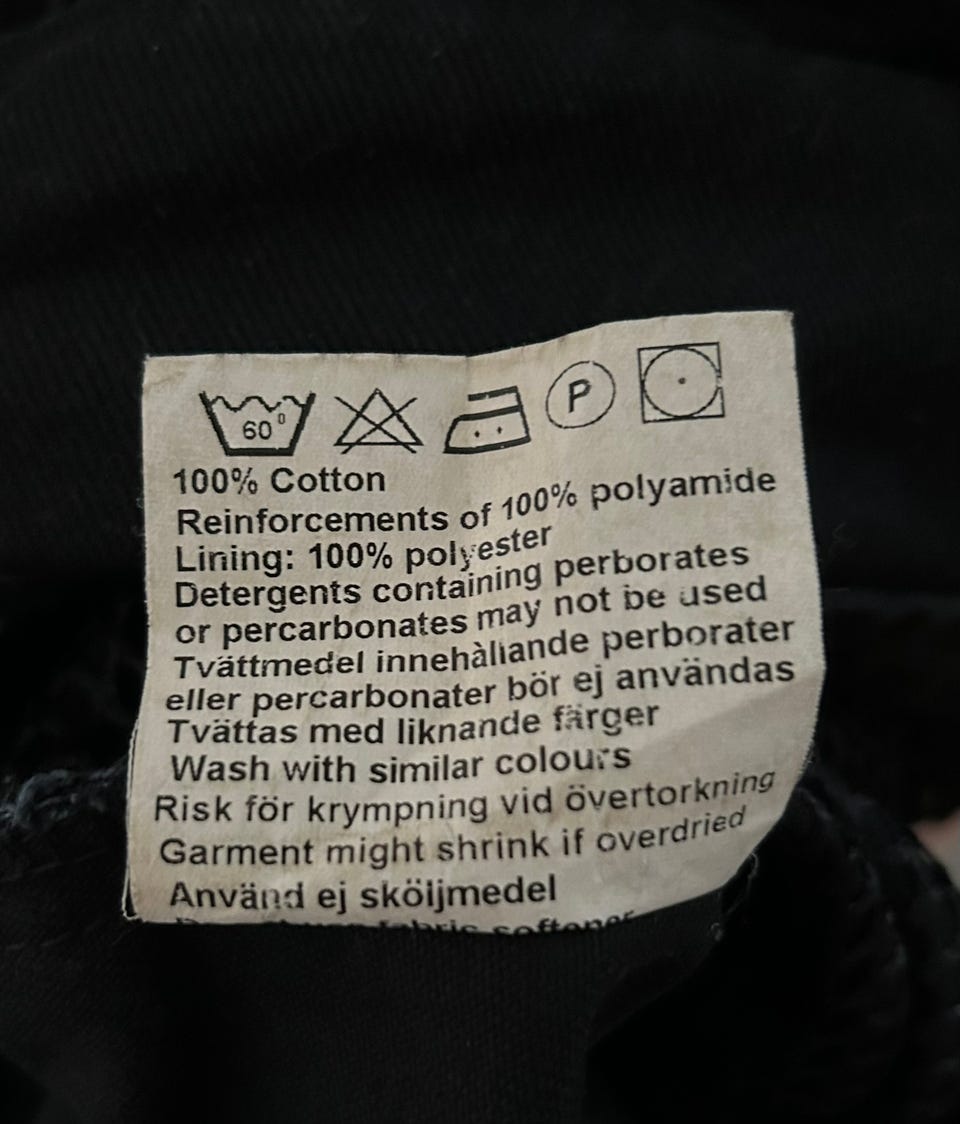 60°
P
100% Cotton
Reinforcements of 100% polyamide
Lining: 100% polyester
Detergents containing perborates
or percarbonates may not be used
Tvättmedel innehållande perborater
eller percarbonater bör ej användas
Tvättas med liknande färger
Wash with similar colours
Risk för krympning vid övertorkning
Garment might shrink if overdried
Använd ej sköljmedel
fabric softener